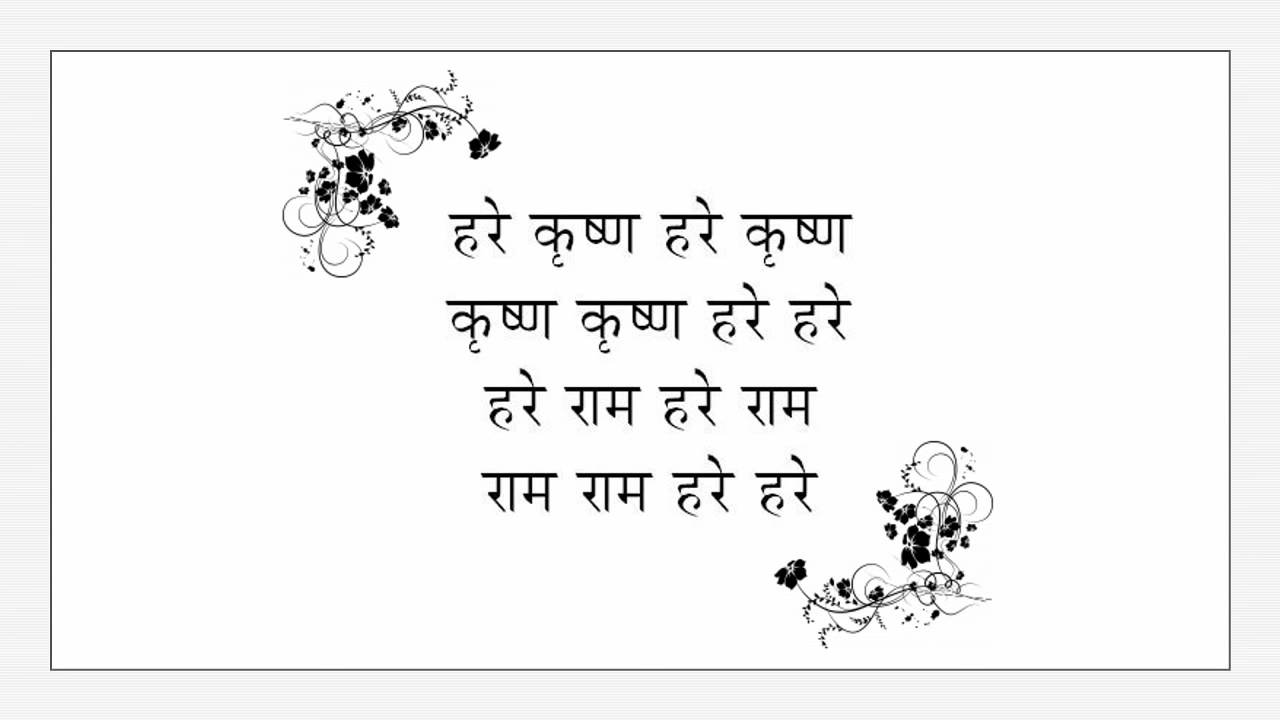 हरे कृष्ण हरे कृष्ण
कृष्ण कृष्ण हरे हरे
हरे राम हरे राम
राम राम हरे हरे